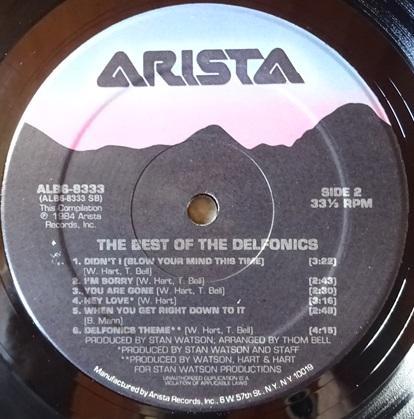 ARISTA
ALB6-8333
(ALB6-8333 SB)
This Compilation
℗ 1984 Arista
Records, Inc.
SIDE 2
33⅓ RPM
THE BEST OF THE DELFONICS
1. DIDN'T I (BLOW YOUR MIND THIS TIME) [3:22]
[W. Hart, T. Bell]
2. I'M SORRY [W. Hart, T. Bell] [2:43]
3. YOU ARE GONE [W. Hart, T. Bell] [2:30]
4. HEY LOVE* [W. Hart] [3:16]
5. WHEN YOU GET RIGHT DOWN TO IT [2:48]
[B. Mann]
6. DELFONICS THEME** [W. Hart, T. Bell] [4:15]
PRODUCED BY STAN WATSON, ARRANGED BY THOM BELL
*PRODUCED BY STAN WATSON AND STAFF
**PRODUCED BY WATSON, HART & HART
FOR STAN WATSON PRODUCTIONS
UNAUTHORIZED DUPLICATION IS A
VIOLATION OF APPLICABLE LAWS
Manufactured by Arista Records, Inc., 6 W. 57th St., N.Y., N.Y. 10019